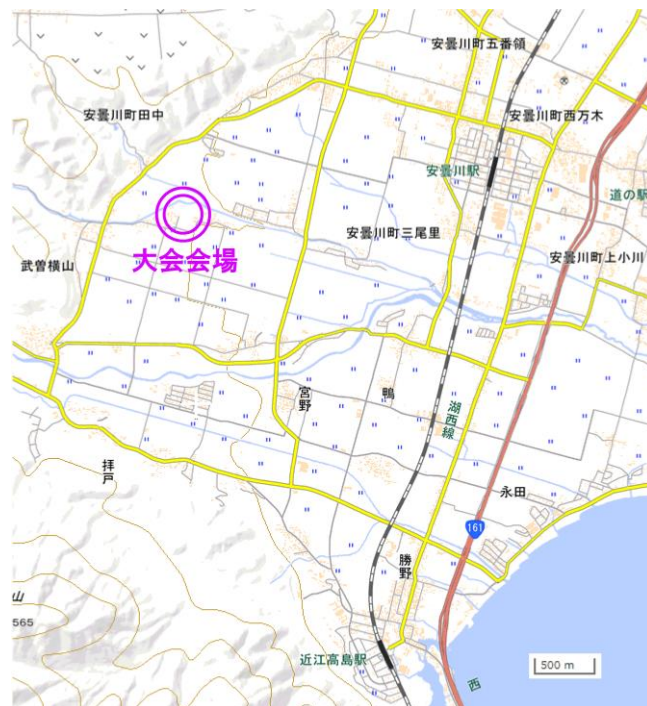 安曇川町五番領
安曇川町田中
安曇川町西万木
安曇川駅
道の駅
大会会場
安曇川町三尾里
武曽横山
安曇川町上小川
宮野
鴨
湖西線
拝戸
永田
161
勝野
山
565
近江高島駅
西
500 m